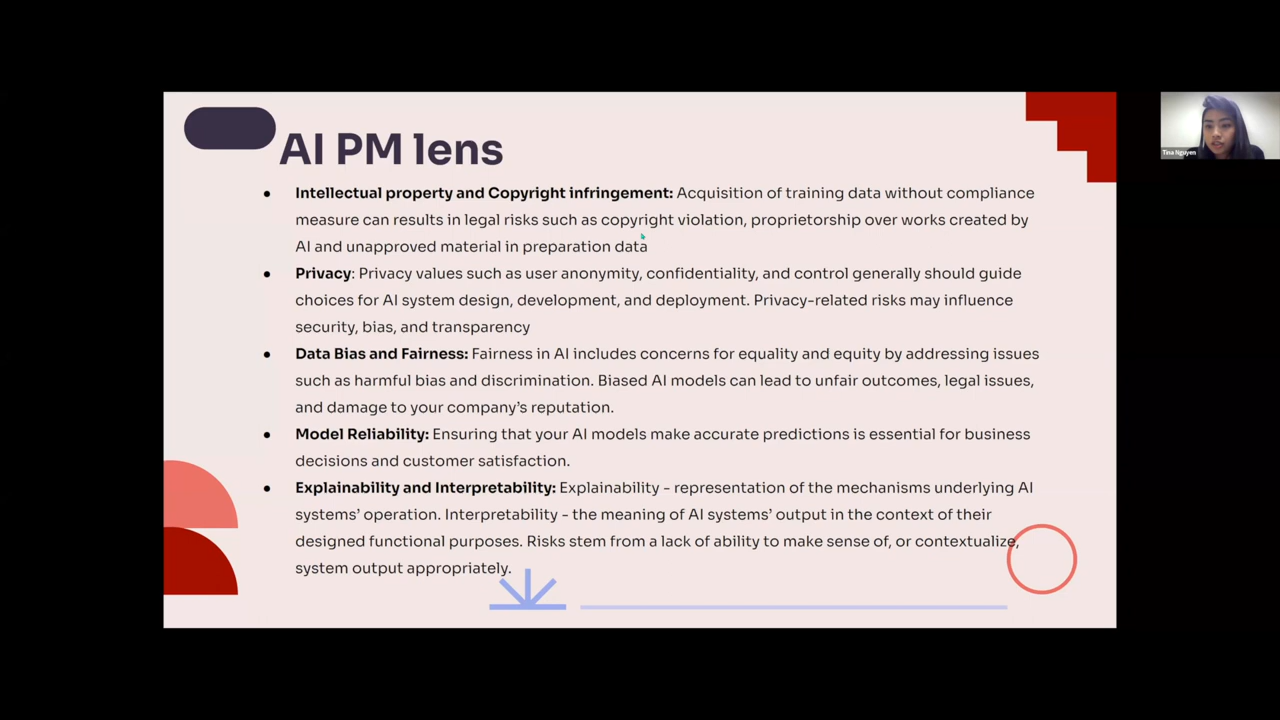 AI PM lens
● Intellectual property and Copyright infringement: Acquisition of training data without compliance
measure can results in legal risks such as copyright violation, proprietorship over works created by
AI and unapproved material in preparation data
● Privacy: Privacy values such as user anonymity, confidentiality, and control generally should guide
choices for AI system design, development, and deployment. Privacy-related risks may influence
security, bias, and transparency
● Data Bias and Fairness: Fairness in AI includes concerns for equality and equity by addressing issues
such as harmful bias and discrimination. Biased AI models can lead to unfair outcomes, legal issues,
and damage to your company’s reputation.
● Model Reliability: Ensuring that your AI models make accurate predictions is essential for business
decisions and customer satisfaction.
● Explainability and Interpretability: Explainability - representation of the mechanisms underlying AI
systems’ operation. Interpretability - the meaning of AI systems’ output in the context of their
designed functional purposes. Risks stem from a lack of ability to make sense of, or contextualize,
system output appropriately.
Tina Nguyen